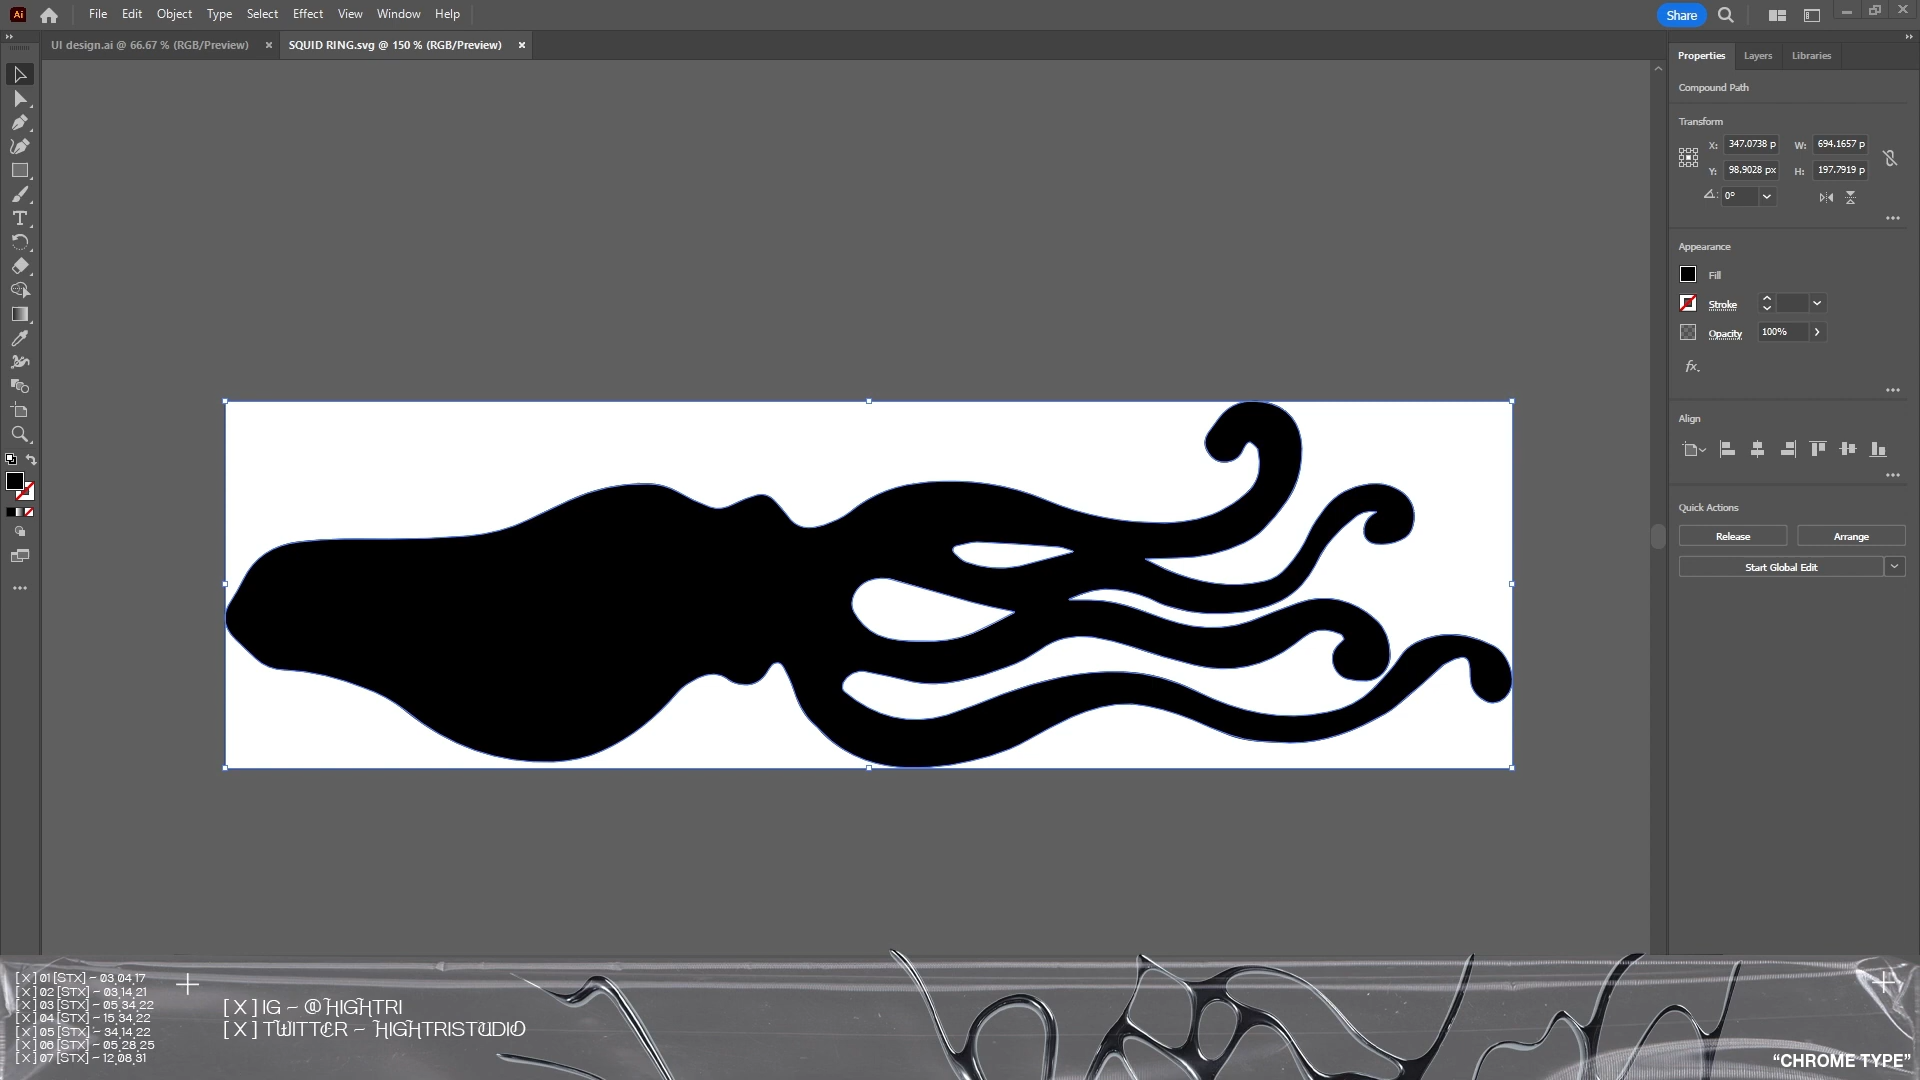 Ai File Edit Object Type Select Effect View Window Help Share
UI design.ai @ 66.67 % (RGB/Preview) SQUID RING.svg @ 150 % (RGB/Preview)
Properties Layers Libraries
Compound Path
Transform
X: 347.0738 p W: 694.1657 p
Y: 98.9028 px H: 197.7919 p
0°
Appearance
Fill
Stroke
Opacity 100%
fx.
Align
Quick Actions
Release Arrange
Start Global Edit
[X] 01 [STX] – 03.04.17
[X] 02 [STX] – 03.14.21
[X] 03 [STX] – 05.34.22
[X] 04 [STX] – 15.34.22
[X] 05 [STX] – 34.14.22
[X] 06 [STX] – 05.28.25
[X] 07 [STX] – 12.08.31
[X] IG – @HIGHTRI
[X] TWITTER – HIGHTRISTUDIO
“CHROME TYPE”